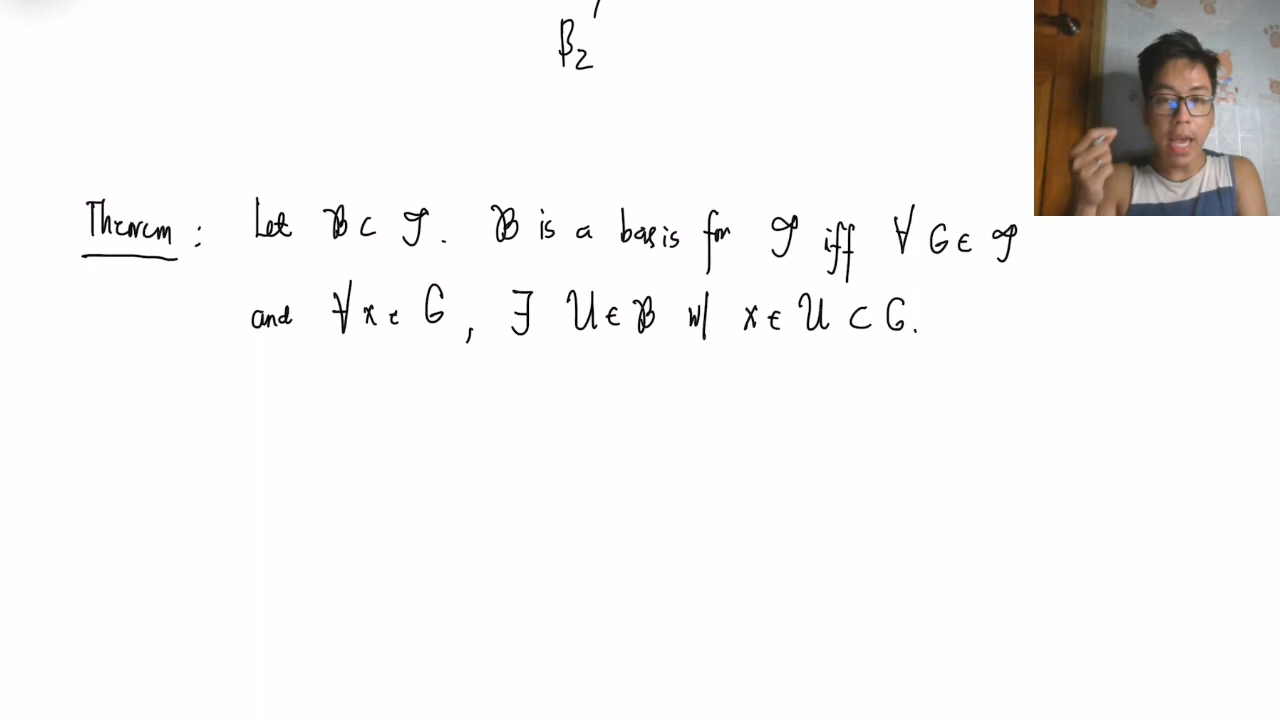 β₂
Theorem : Let ℬ ⊂ 𝒯. ℬ is a basis for 𝒯 iff ∀ G ∈ 𝒯
and ∀ x ∈ G, ∃ U ∈ ℬ w/ x ∈ U ⊂ G.